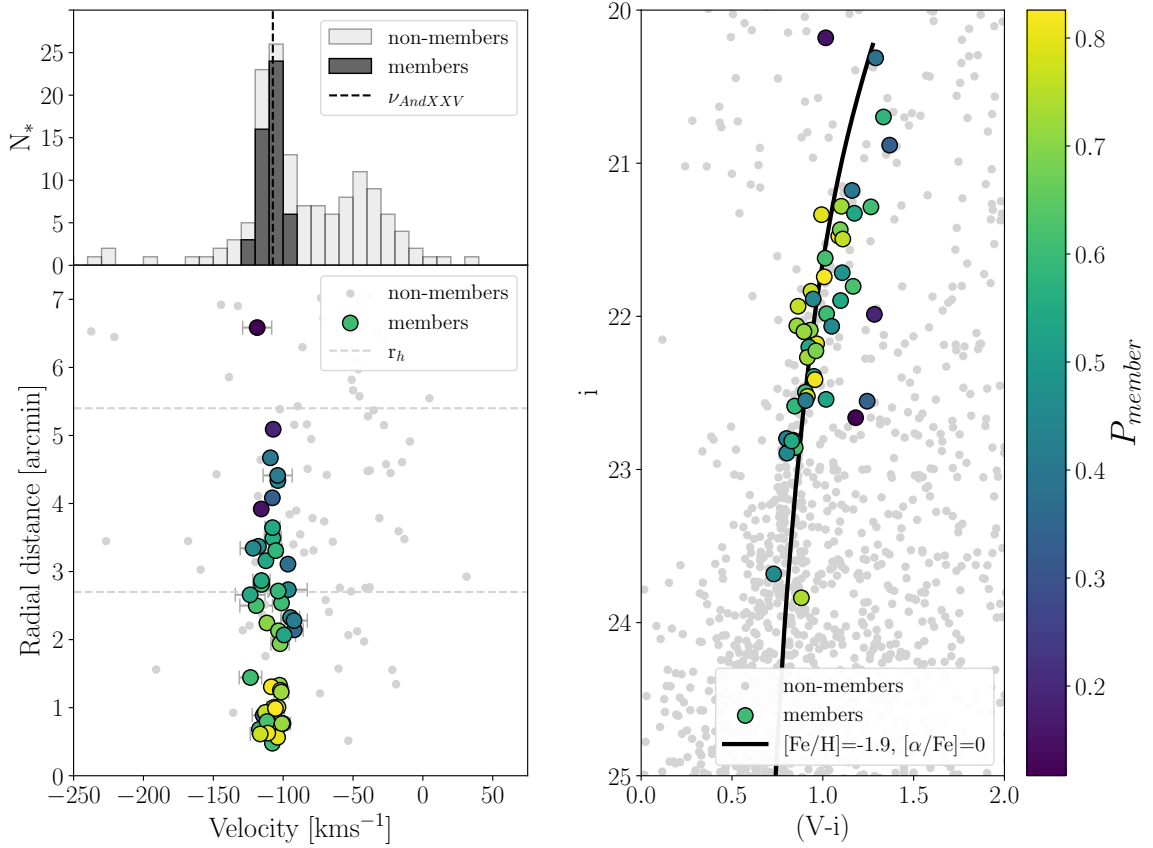 25
20
15
10
5
0
N*
non-members
members
νAndXXV
7
6
5
4
3
2
1
0
Radial distance [arcmin]
non-members
members
r_h
−250 −200 −150 −100 −50 0 50
Velocity [kms⁻¹]
20
21
22
23
24
25
i
non-members
members
[Fe/H]=-1.9, [α/Fe]=0
0.0 0.5 1.0 1.5 2.0
(V-i)
0.8
0.7
0.6
0.5
0.4
0.3
0.2
P_member